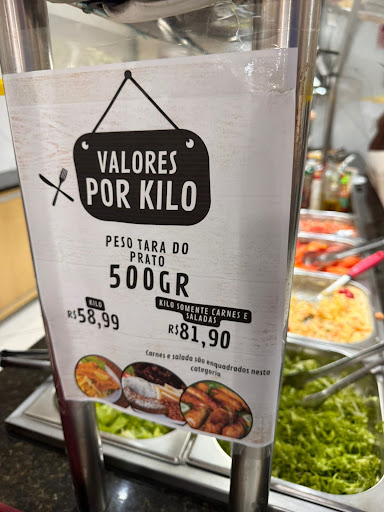 VALORES
POR KILO
PESO TARA DO
PRATO
500GR
KILO
R$58,99
KILO SOMENTE CARNES E
SALADAS
R$81,90
Carnes e salada são enquadrados nesta
categoria